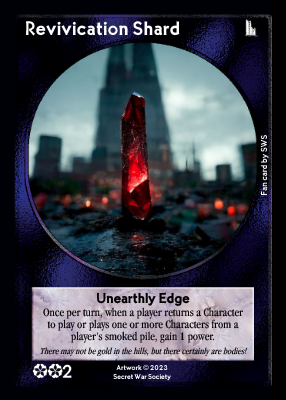 Revivication Shard
Fan card by SWS
Unearthly Edge
Once per turn, when a player returns a Character
to play or plays one or more Characters from a
player's smoked pile, gain 1 power.
There may not be gold in the hills, but there certainly are bodies!
2
Artwork © 2023
Secret War Society